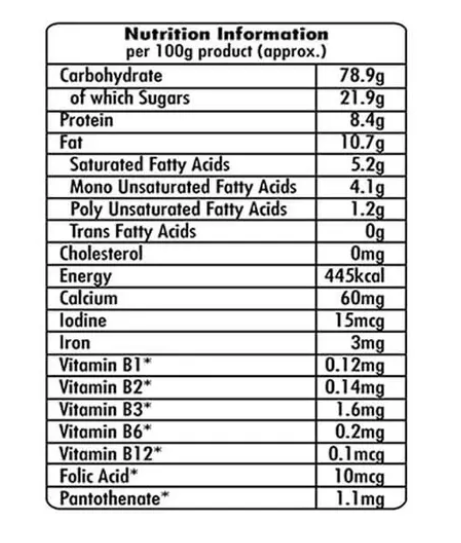 Nutrition Information
per 100g product (approx.)
Carbohydrate 78.9g
of which Sugars 21.9g
Protein 8.4g
Fat 10.7g
Saturated Fatty Acids 5.2g
Mono Unsaturated Fatty Acids 4.1g
Poly Unsaturated Fatty Acids 1.2g
Trans Fatty Acids 0g
Cholesterol 0mg
Energy 445kcal
Calcium 60mg
Iodine 15mcg
Iron 3mg
Vitamin B1* 0.12mg
Vitamin B2* 0.14mg
Vitamin B3* 1.6mg
Vitamin B6* 0.2mg
Vitamin B12* 0.1mcg
Folic Acid* 10mcg
Pantothenate* 1.1mg